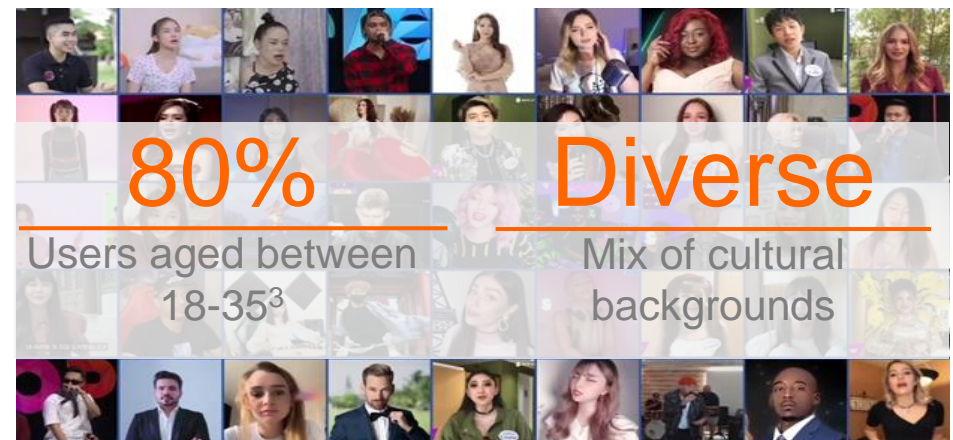 80%
Users aged between
18-35³
Diverse
Mix of cultural
backgrounds